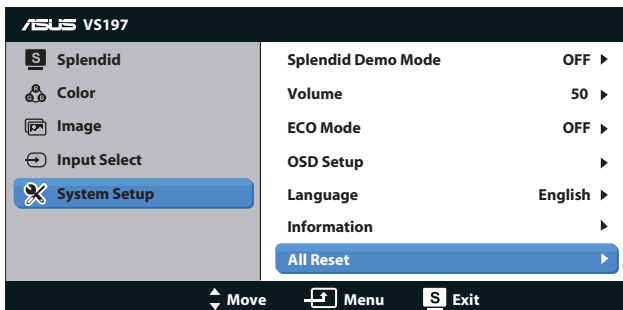 ASUS VS197
S Splendid
Color
Image
Input Select
System Setup
Splendid Demo Mode OFF
Volume 50
ECO Mode OFF
OSD Setup
Language English
Information
All Reset
Move Menu S Exit